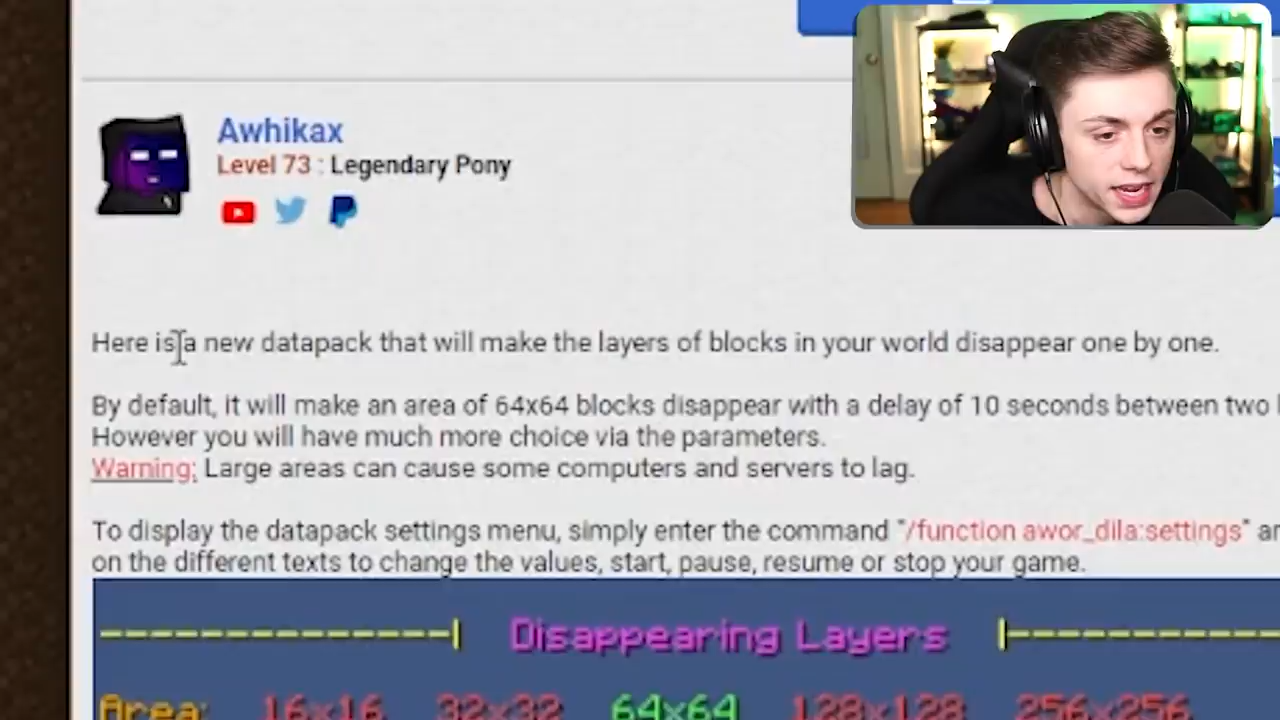 Awhikax
Level 73 : Legendary Pony
Here is a new datapack that will make the layers of blocks in your world disappear one by one.
By default, it will make an area of 64x64 blocks disappear with a delay of 10 seconds between two
However you will have much more choice via the parameters.
Warning: Large areas can cause some computers and servers to lag.
To display the datapack settings menu, simply enter the command "/function awor_dila:settings"
on the different texts to change the values, start, pause, resume or stop your game.
--------------| Disappearing Layers |-----------
Area: 16x16 32x32 64x64 128x128 256x256